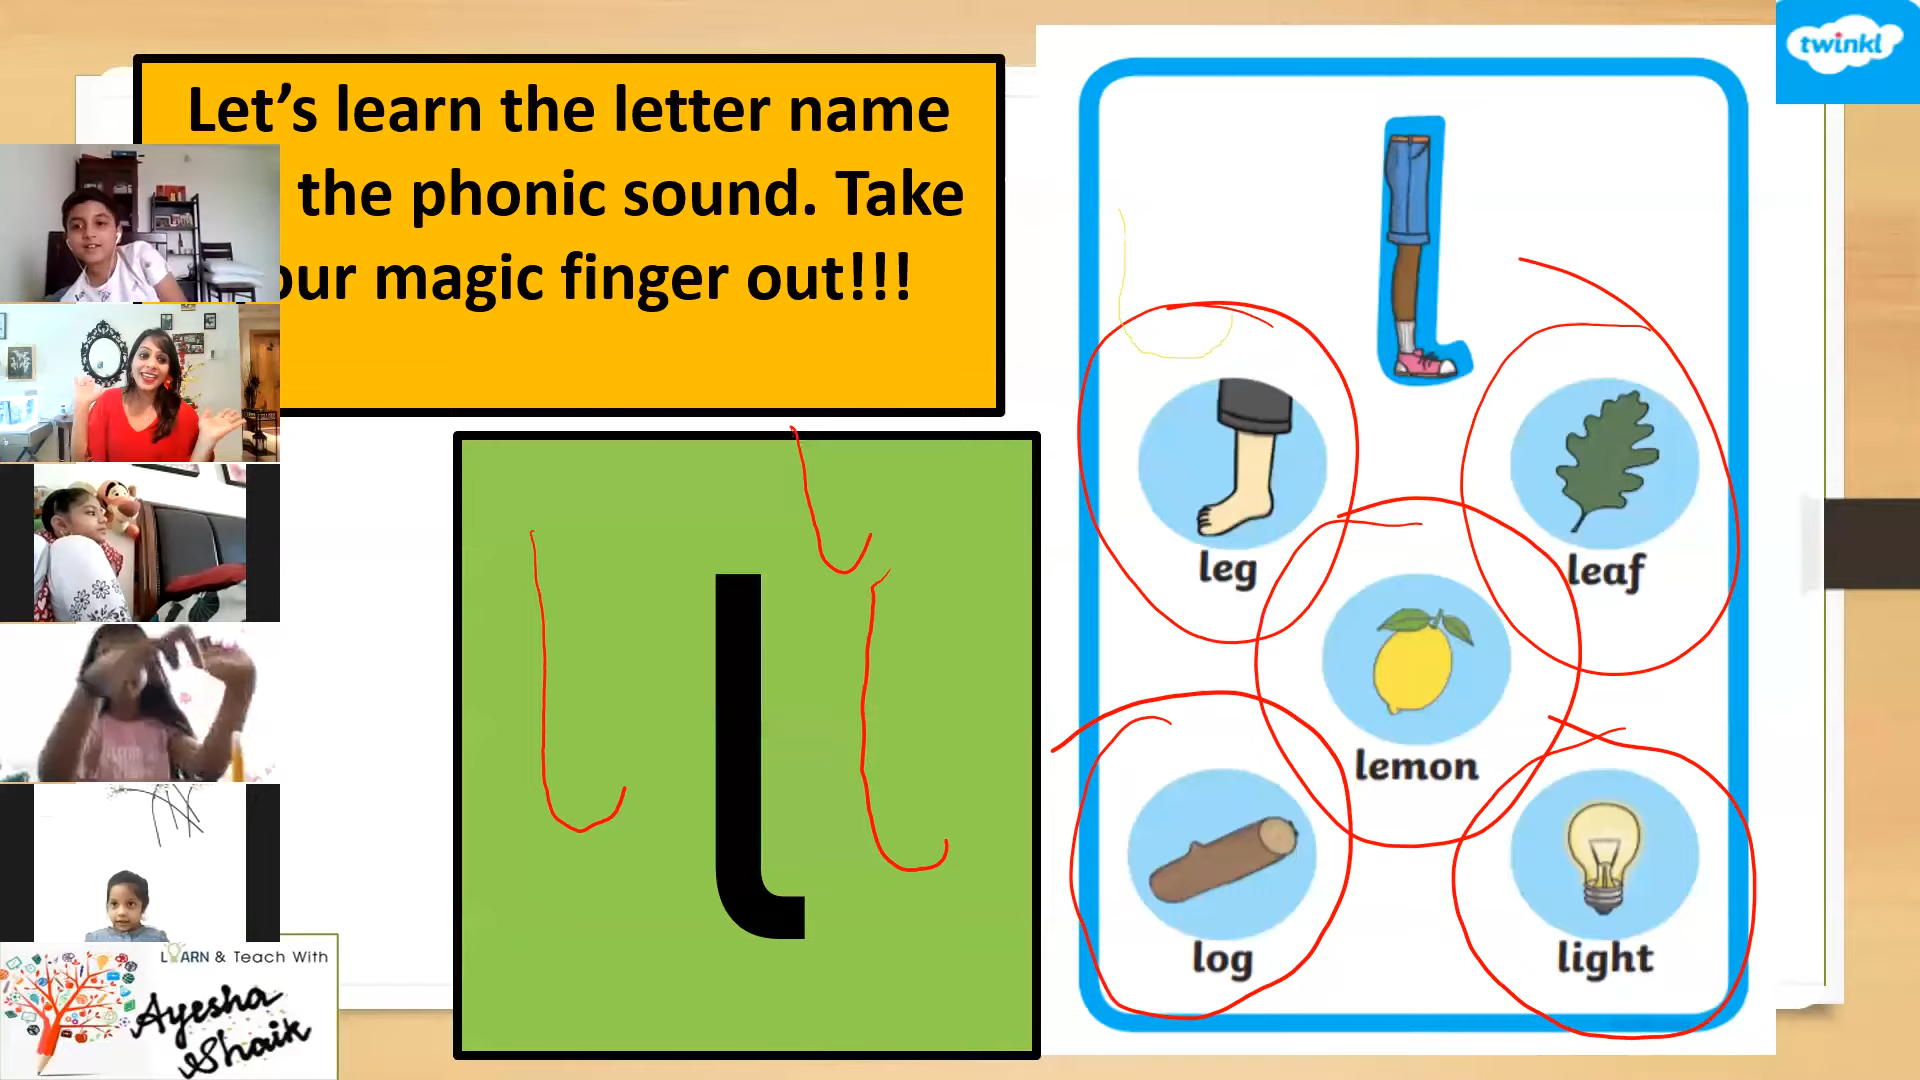 Let's learn the letter name
the phonic sound. Take
our magic finger out!!!
twinkl
l
leg
leaf
lemon
log
light
l
LEARN & Teach With
Ayesha
Shaik